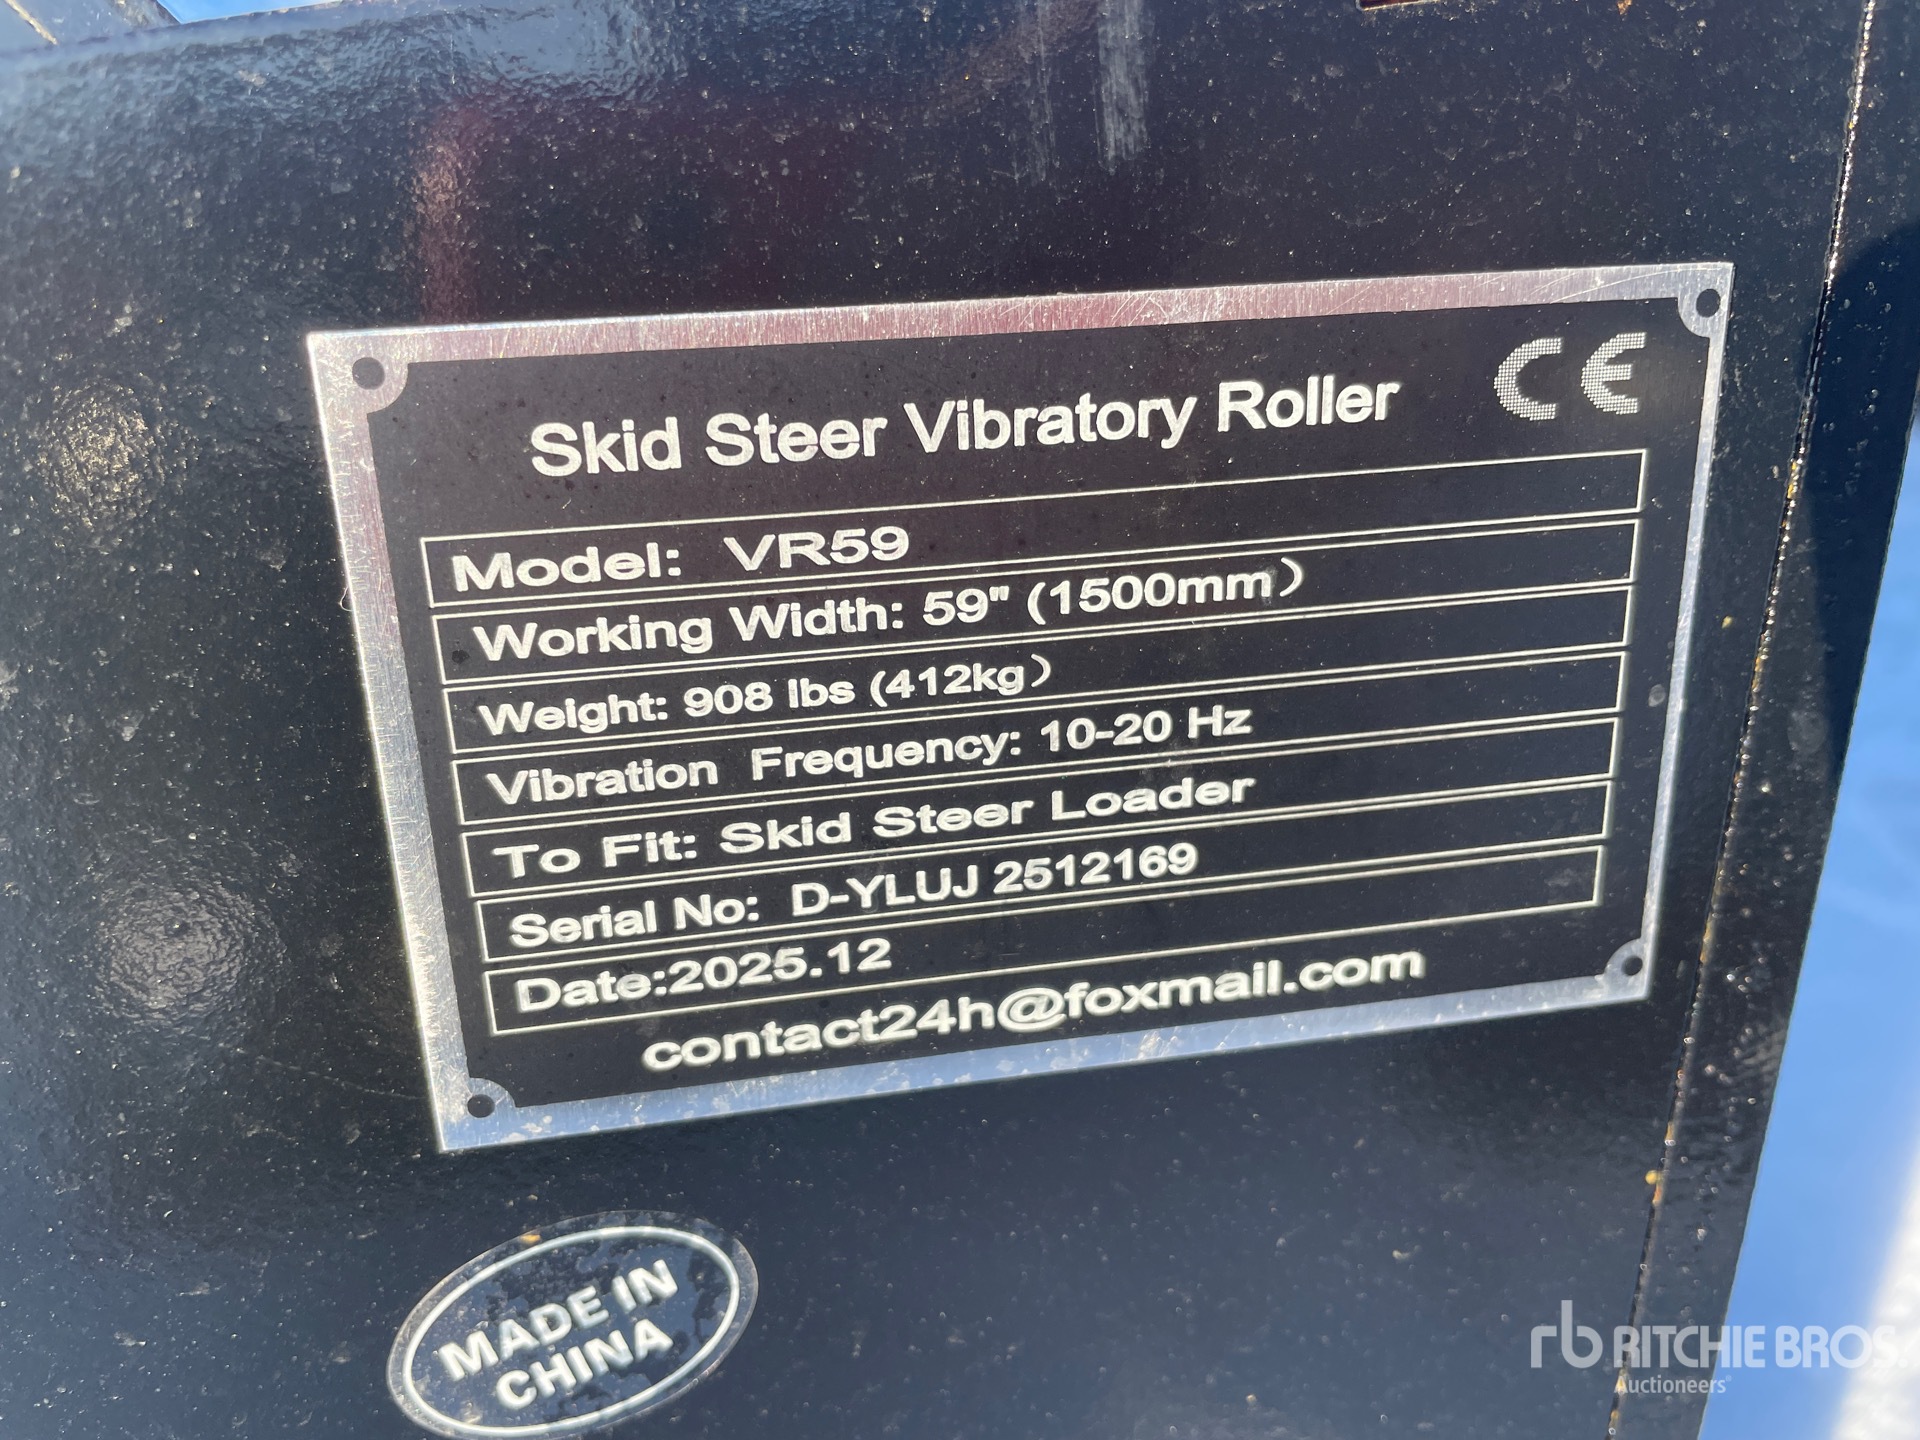 Skid Steer Vibratory Roller CE
Model: VR59
Working Width: 59" (1500mm)
Weight: 908 lbs (412kg)
Vibration Frequency: 10-20 Hz
To Fit: Skid Steer Loader
Serial No: D-YLUJ 2512169
Date:2025.12
contact24h@foxmail.com
MADE IN
CHINA
rb RITCHIE BROS.
Auctioneers